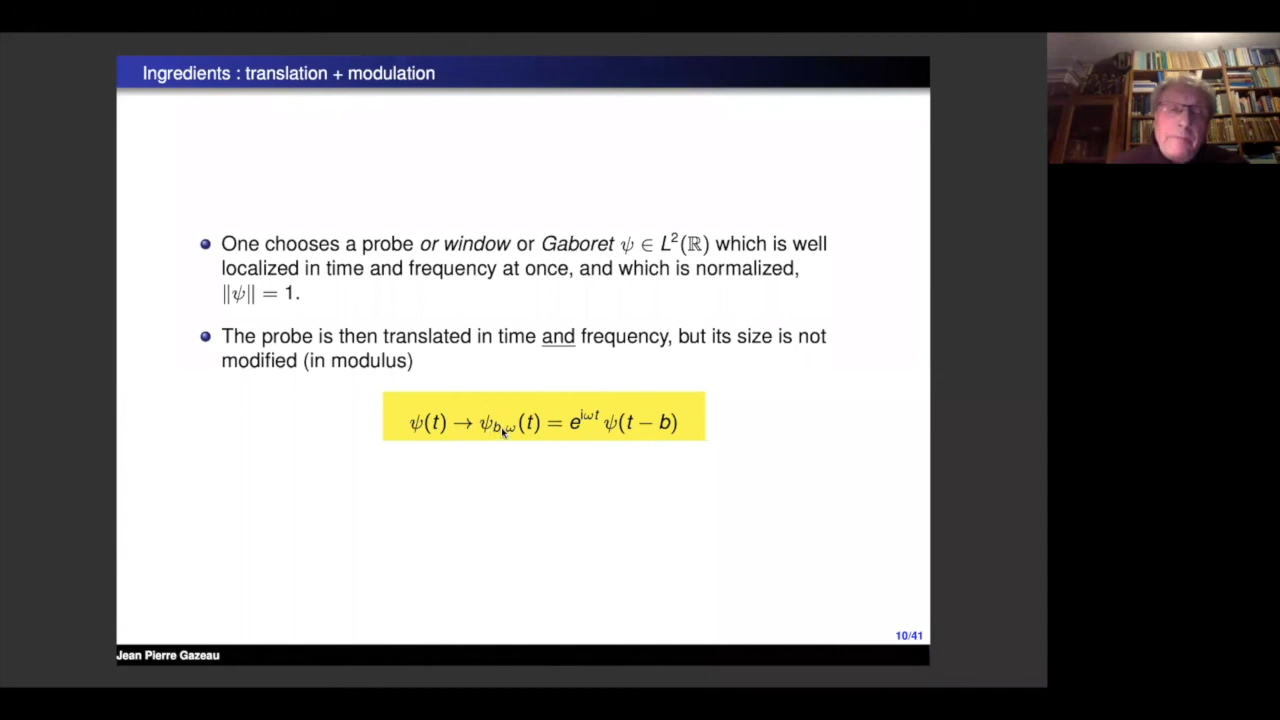 Ingredients : translation + modulation
One chooses a probe or window or Gaboret ψ ∈ L²(ℝ) which is well
localized in time and frequency at once, and which is normalized,
‖ψ‖ = 1.
The probe is then translated in time and frequency, but its size is not
modified (in modulus)
ψ(t) → ψ_{b,ω}(t) = e^{iωt} ψ(t − b)
10/41
Jean Pierre Gazeau